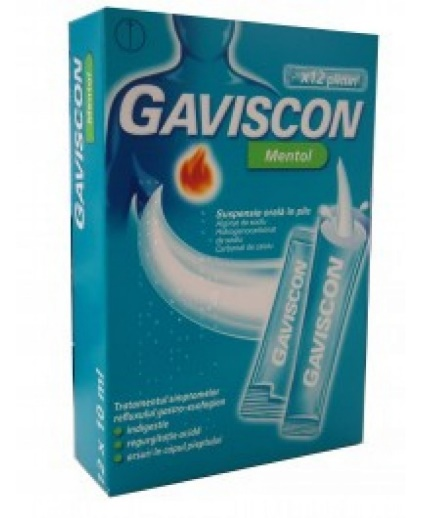 x12 plicuri
GAVISCON
Mentol
Suspensie orală în plic
Alginat de sodiu
Hidrogenocarbonat
de sodiu
Carbonat de calciu
GAVISCON
GAVISCON
Tratamentul simptomelor
refluxului gastro-esofagian
indigestie
regurgitație acidă
arsuri în capul pieptului
GAVISCON
Mentol
12 x 10 ml